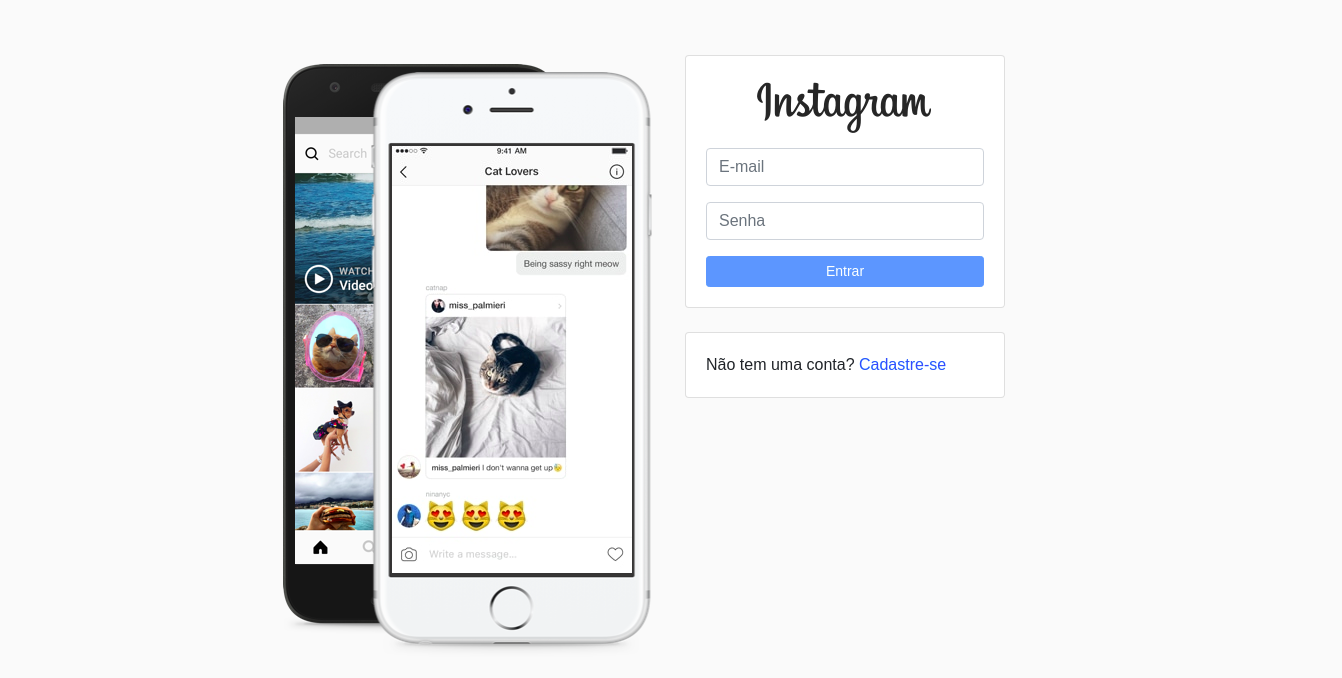 Search
WATCH
Video
9:41 AM
Cat Lovers
Being sassy right meow
catnap
miss_palmieri
miss_palmieri I don't wanna get up😴
ninanyc
😻😻😻
Write a message...
Instagram
E-mail
Senha
Entrar
Não tem uma conta? Cadastre-se